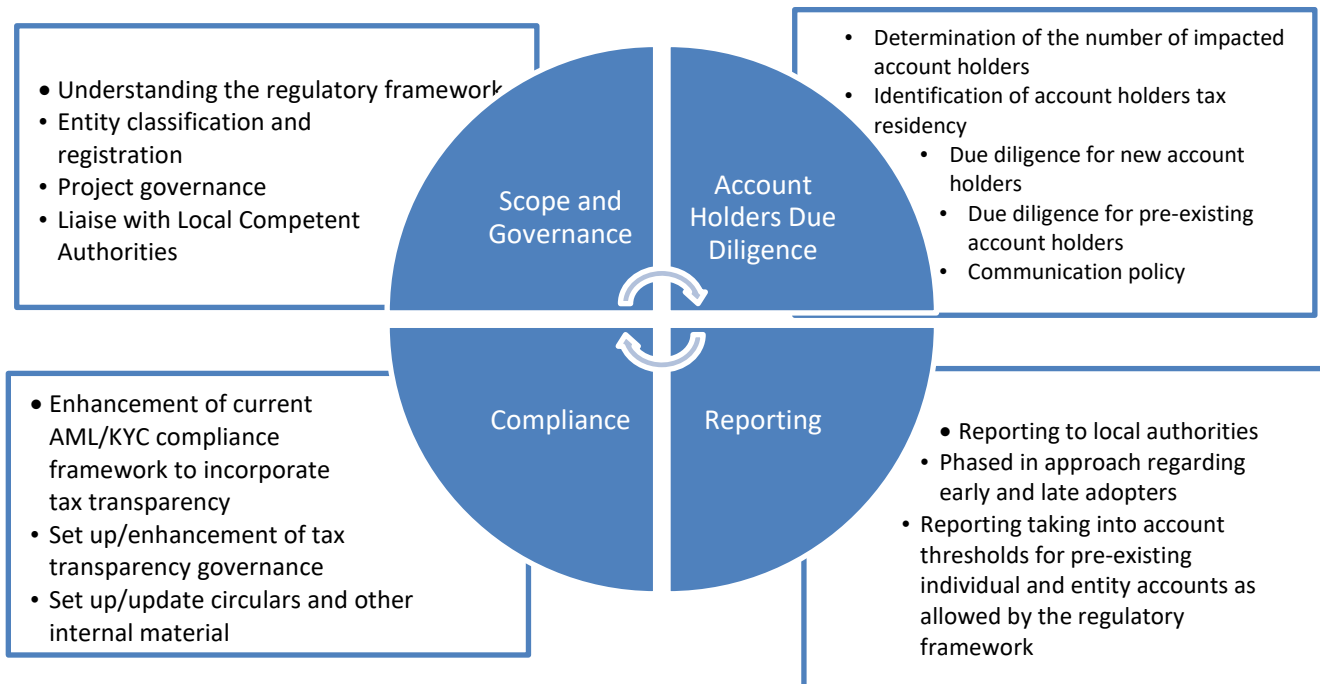 • Understanding the regulatory framework
• Entity classification and
registration
• Project governance
• Liaise with Local Competent
Authorities
Scope and
Governance
Account
Holders Due
Diligence
• Determination of the number of impacted
account holders
• Identification of account holders tax
residency
• Due diligence for new account
holders
• Due diligence for pre-existing
account holders
• Communication policy
• Enhancement of current
AML/KYC compliance
framework to incorporate
tax transparency
• Set up/enhancement of tax
transparency governance
• Set up/update circulars and other
internal material
Compliance
Reporting
• Reporting to local authorities
• Phased in approach regarding
early and late adopters
• Reporting taking into account
thresholds for pre-existing
individual and entity accounts as
allowed by the regulatory
framework